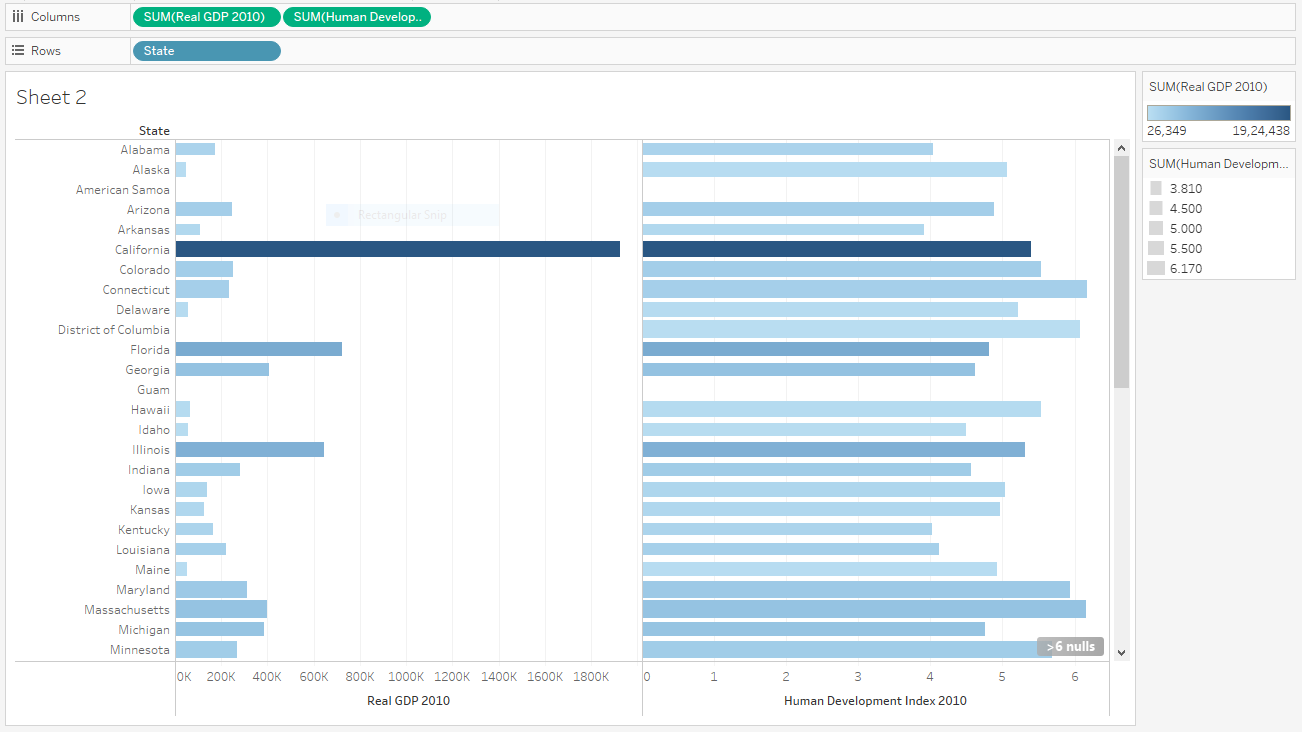 Columns
SUM(Real GDP 2010)
SUM(Human Develop..
Rows
State
Sheet 2
State
Alabama
Alaska
American Samoa
Arizona
Arkansas
California
Colorado
Connecticut
Delaware
District of Columbia
Florida
Georgia
Guam
Hawaii
Idaho
Illinois
Indiana
Iowa
Kansas
Kentucky
Louisiana
Maine
Maryland
Massachusetts
Michigan
Minnesota
Rectangular Snip
>6 nulls
0K 200K 400K 600K 800K 1000K 1200K 1400K 1600K 1800K
Real GDP 2010
0 1 2 3 4 5 6
Human Development Index 2010
SUM(Real GDP 2010)
26,349 19,24,438
SUM(Human Developm...
3.810
4.500
5.000
5.500
6.170